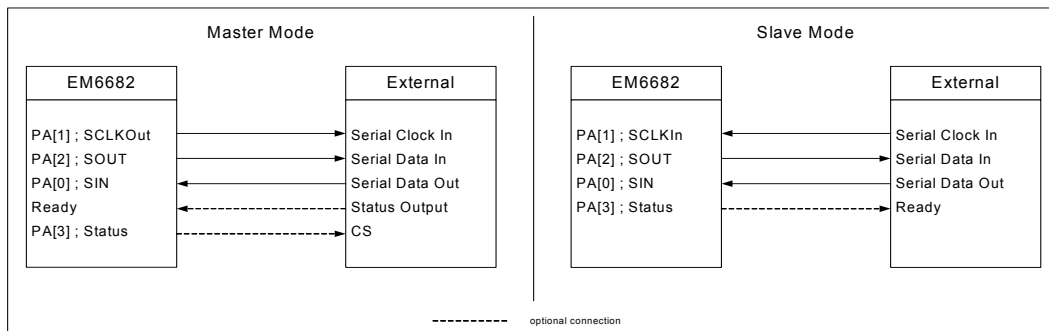 Master Mode
EM6682
External
PA[1] ; SCLKOut
Serial Clock In
PA[2] ; SOUT
Serial Data In
PA[0] ; SIN
Serial Data Out
Ready
Status Output
PA[3] ; Status
CS
Slave Mode
EM6682
External
PA[1] ; SCLKIn
Serial Clock In
PA[2] ; SOUT
Serial Data In
PA[0] ; SIN
Serial Data Out
PA[3] ; Status
Ready
optional connection